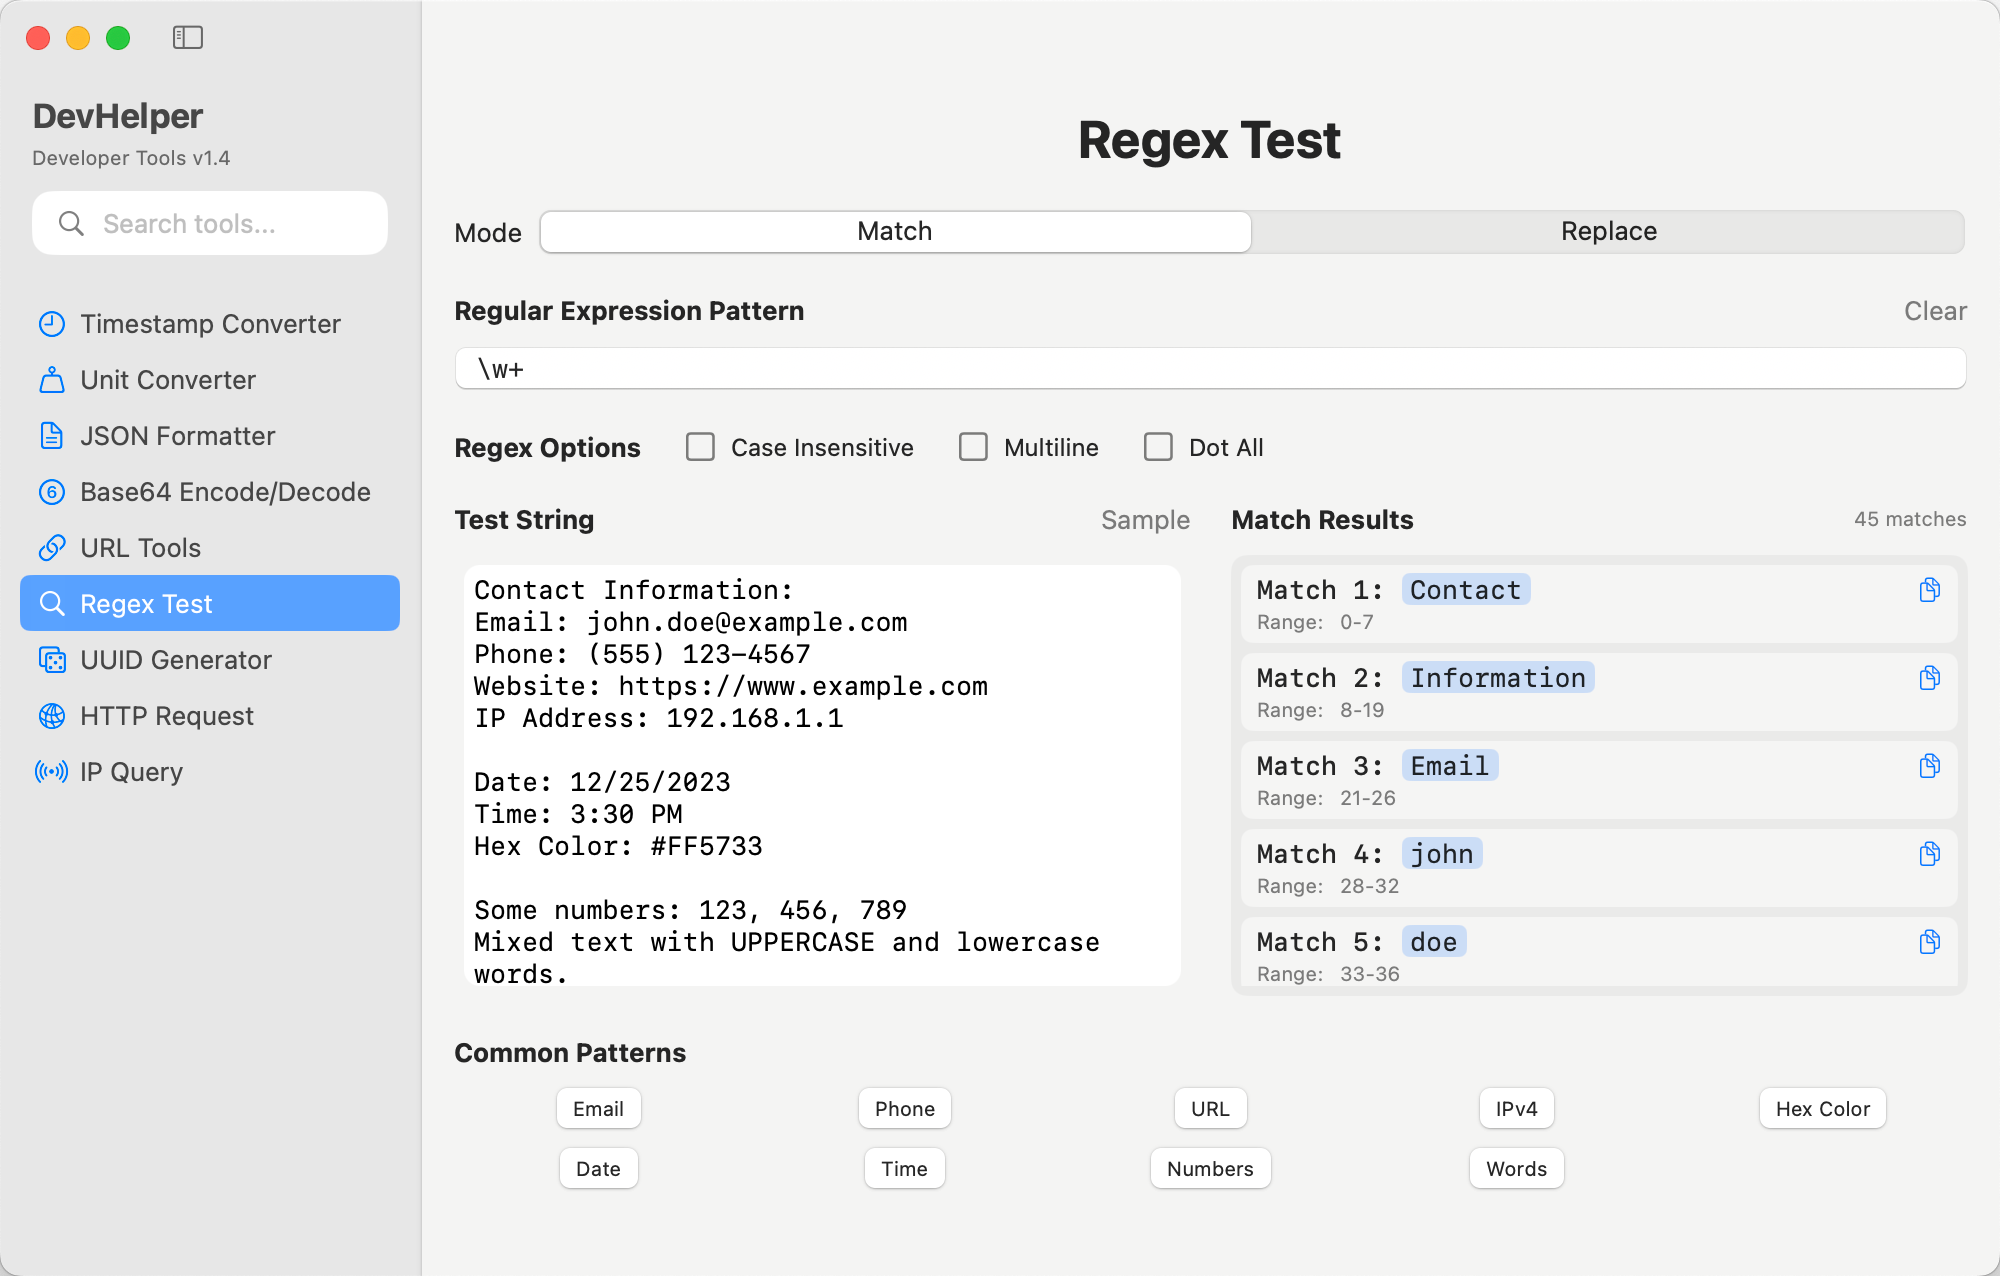 DevHelper
Developer Tools v1.4
Search tools...
Timestamp Converter
Unit Converter
JSON Formatter
6 Base64 Encode/Decode
URL Tools
Regex Test
UUID Generator
HTTP Request
IP Query
Regex Test
Mode Match Replace
Regular Expression Pattern Clear
\w+
Regex Options Case Insensitive Multiline Dot All
Test String Sample
Contact Information:
Email: john.doe@example.com
Phone: (555) 123-4567
Website: https://www.example.com
IP Address: 192.168.1.1
Date: 12/25/2023
Time: 3:30 PM
Hex Color: #FF5733
Some numbers: 123, 456, 789
Mixed text with UPPERCASE and lowercase
words.
Match Results 45 matches
Match 1: Contact
Range: 0-7
Match 2: Information
Range: 8-19
Match 3: Email
Range: 21-26
Match 4: john
Range: 28-32
Match 5: doe
Range: 33-36
Common Patterns
Email Phone URL IPv4 Hex Color
Date Time Numbers Words